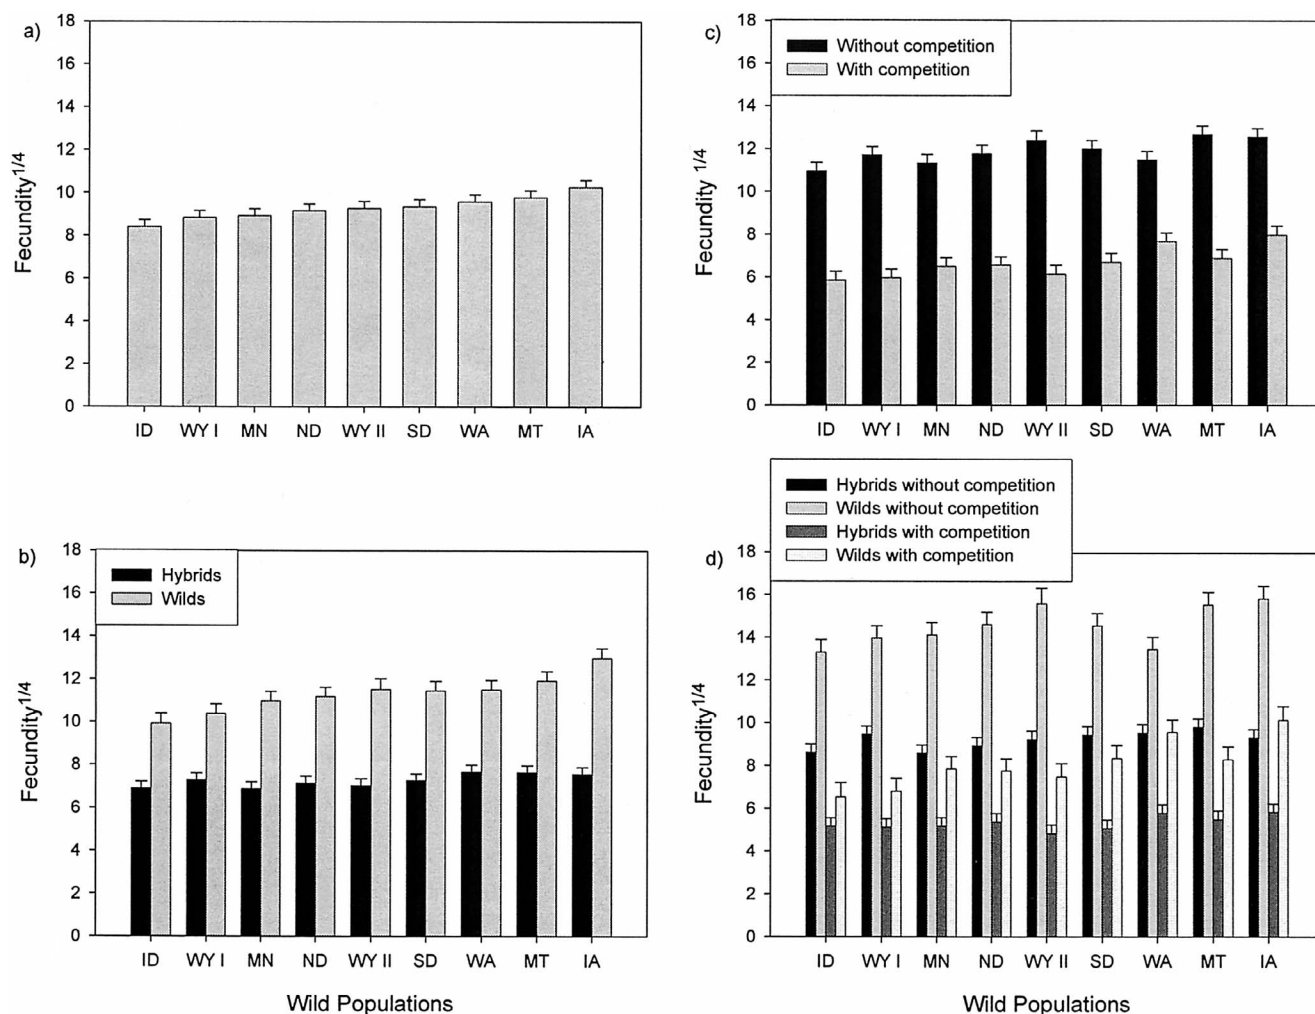 a)
18
16
14
12
10
8
6
4
2
0
Fecundity1/4
ID WY I MN ND WY II SD WA MT IA
c)
18
16
14
12
10
8
6
4
2
0
Fecundity 1/4
Without competition
With competition
ID WY I MN ND WY II SD WA MT IA
b)
18
16
14
12
10
8
6
4
2
0
Fecundity1/4
Hybrids
Wilds
ID WY I MN ND WY II SD WA MT IA
Wild Populations
d)
18
16
14
12
10
8
6
4
2
0
Fecundity1/4
Hybrids without competition
Wilds without competition
Hybrids with competition
Wilds with competition
ID WY I MN ND WY II SD WA MT IA
Wild Populations